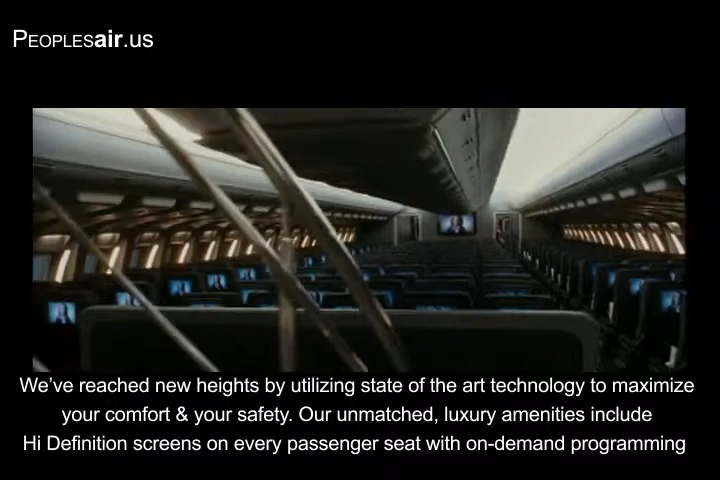 PEOPLESair.us
We've reached new heights by utilizing state of the art technology to maximize
your comfort & your safety. Our unmatched, luxury amenities include
Hi Definition screens on every passenger seat with on-demand programming